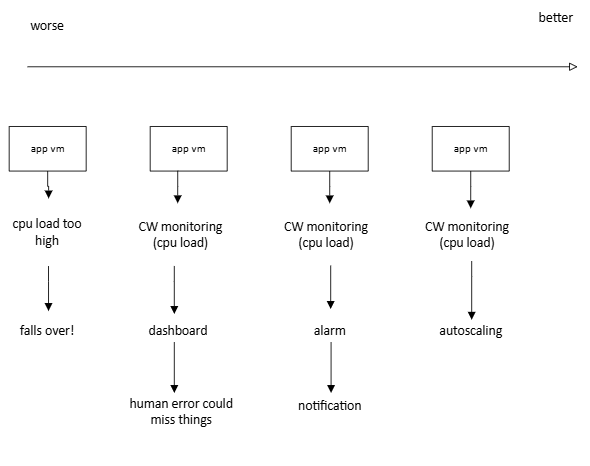 worse
better
app vm
app vm
app vm
app vm
cpu load too
high
CW monitoring
(cpu load)
CW monitoring
(cpu load)
CW monitoring
(cpu load)
falls over!
dashboard
alarm
autoscaling
human error could
miss things
notification